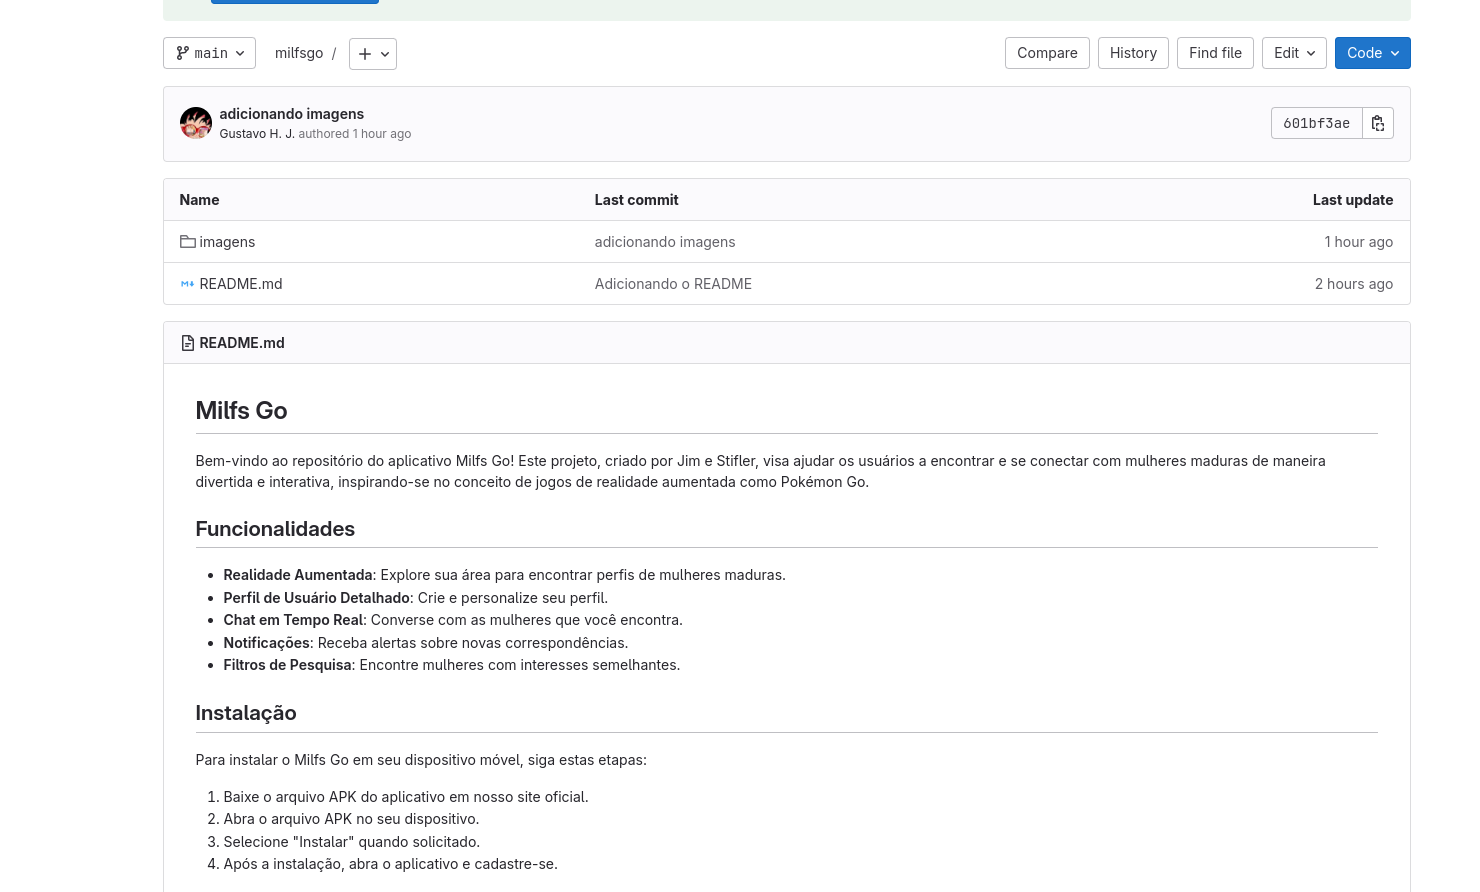 main
milfsgo /
Compare
History
Find file
Edit
Code
adicionando imagens
Gustavo H. J. authored 1 hour ago
601bf3ae
Name Last commit Last update
imagens adicionando imagens 1 hour ago
README.md Adicionando o README 2 hours ago
README.md
Milfs Go
Bem-vindo ao repositório do aplicativo Milfs Go! Este projeto, criado por Jim e Stifler, visa ajudar os usuários a encontrar e se conectar com mulheres maduras de maneira
divertida e interativa, inspirando-se no conceito de jogos de realidade aumentada como Pokémon Go.
Funcionalidades
• Realidade Aumentada: Explore sua área para encontrar perfis de mulheres maduras.
• Perfil de Usuário Detalhado: Crie e personalize seu perfil.
• Chat em Tempo Real: Converse com as mulheres que você encontra.
• Notificações: Receba alertas sobre novas correspondências.
• Filtros de Pesquisa: Encontre mulheres com interesses semelhantes.
Instalação
Para instalar o Milfs Go em seu dispositivo móvel, siga estas etapas:
1. Baixe o arquivo APK do aplicativo em nosso site oficial.
2. Abra o arquivo APK no seu dispositivo.
3. Selecione "Instalar" quando solicitado.
4. Após a instalação, abra o aplicativo e cadastre-se.